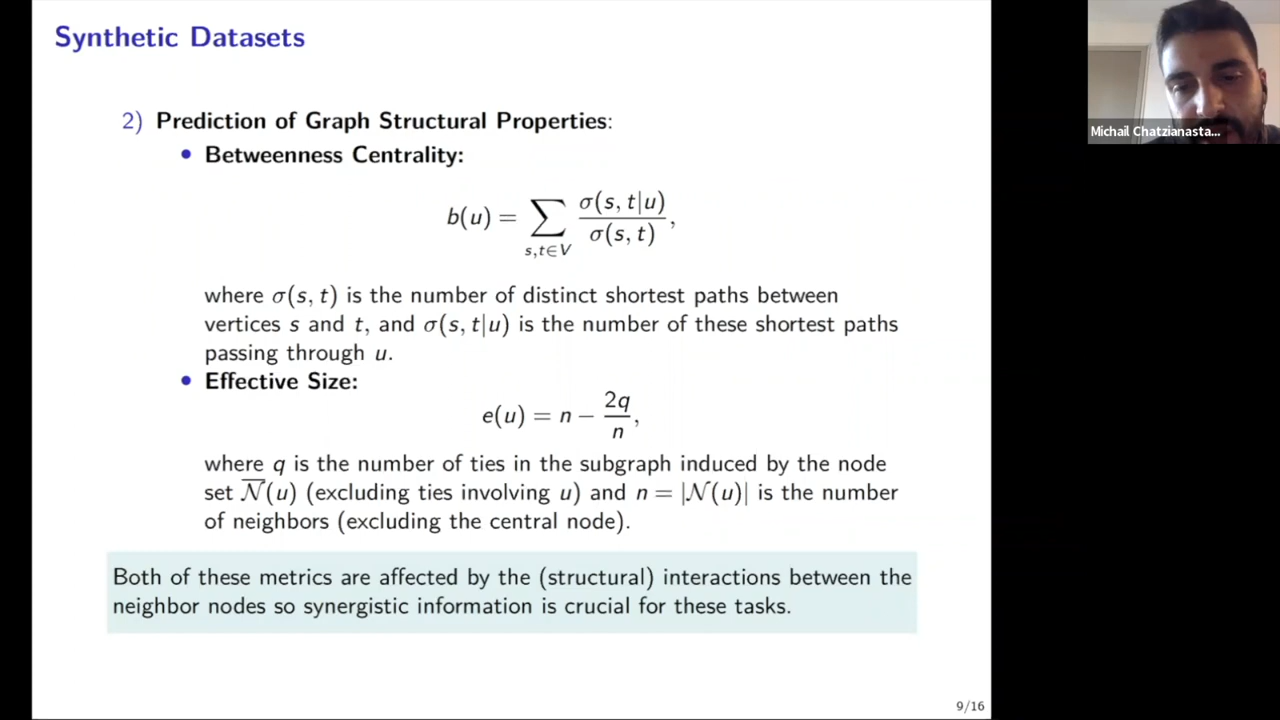 Synthetic Datasets
2) Prediction of Graph Structural Properties:
• Betweenness Centrality:
b(u) = ∑_{s,t∈V} σ(s, t|u) / σ(s, t),
where σ(s, t) is the number of distinct shortest paths between
vertices s and t, and σ(s, t|u) is the number of these shortest paths
passing through u.
• Effective Size:
e(u) = n − 2q / n,
where q is the number of ties in the subgraph induced by the node
set N̅(u) (excluding ties involving u) and n = |N(u)| is the number
of neighbors (excluding the central node).
Both of these metrics are affected by the (structural) interactions between the
neighbor nodes so synergistic information is crucial for these tasks.
9/16
Michail Chatzianasta...